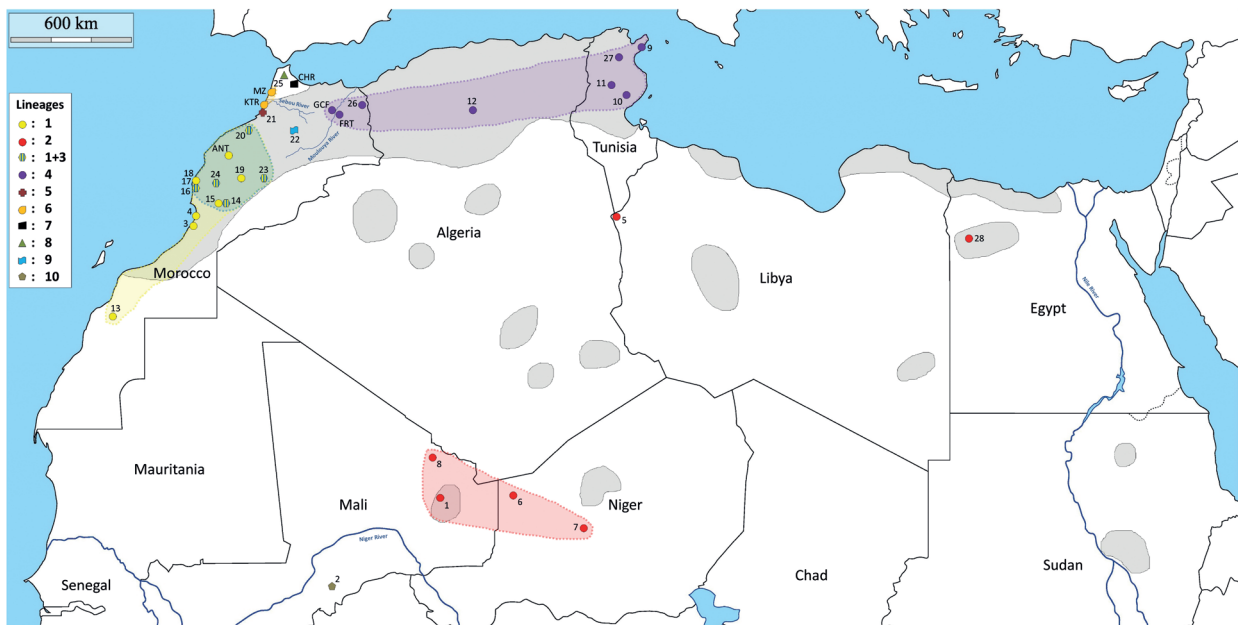 600 km
Lineages
: 1
: 2
: 1+3
: 4
: 5
: 6
: 7
: 8
: 9
: 10
9
27
25
CHR
MZ
11
KTR
Sebou River
GCF
26
12
10
21
FRT
20
22
Moulouya River
Tunisia
ANT
18
17
24
19
23
16
15
14
4
3
5
Algeria
28
Morocco
Libya
Nile River
Egypt
13
8
Mauritania
Mali
1
6
Niger
7
Niger River
Sudan
Chad
Senegal
2